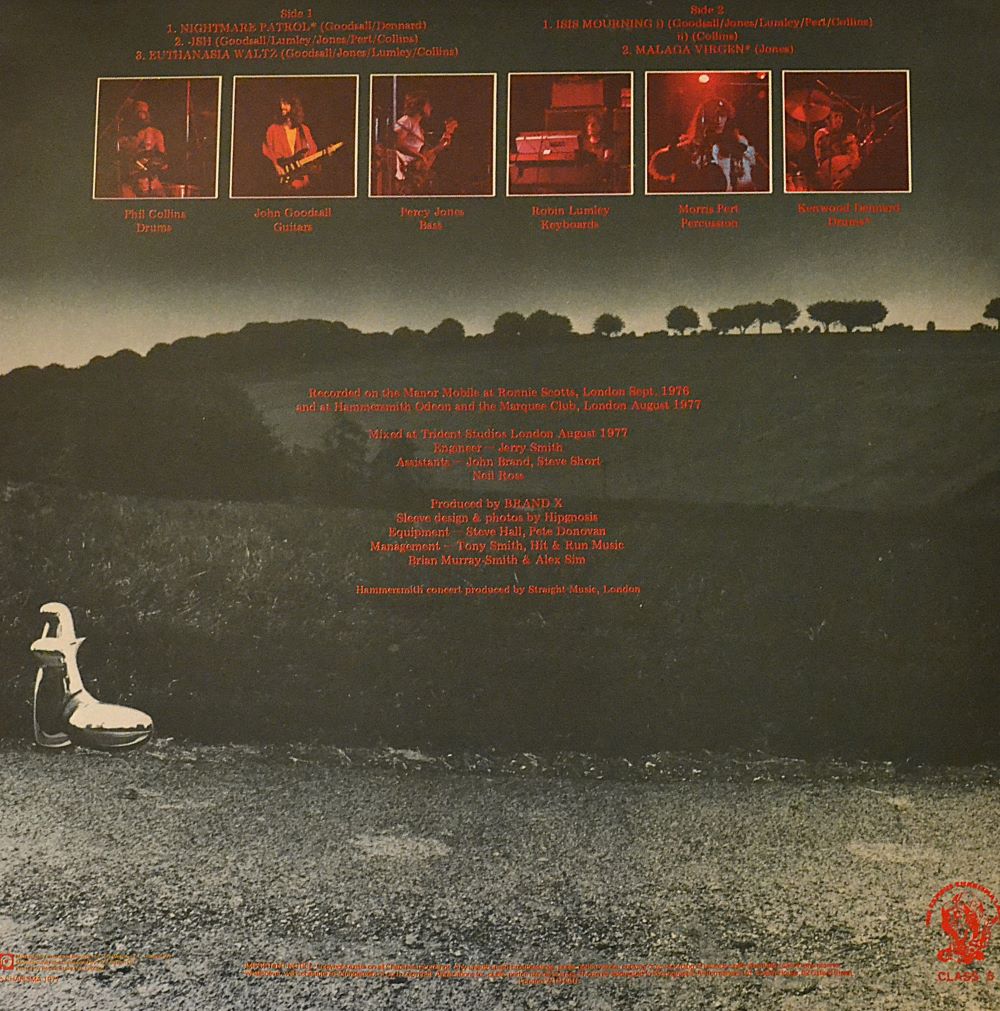 Side 1
1. NIGHTMARE PATROL* (Goodsall/Dennard)
2. -ISH (Goodsall/Lumley/Jones/Pert/Collins)
3. EUTHANASIA WALTZ (Goodsall/Jones/Lumley/Collins)
Side 2
1. ISIS MOURNING i) (Goodsall/Jones/Lumley/Pert/Collins)
ii) (Collins)
2. MALAGA VIRGEN* (Jones)
Phil Collins
Drums
John Goodsall
Guitars
Percy Jones
Bass
Robin Lumley
Keyboards
Morris Pert
Percussion
Kenwood Dennard
Drums*
Recorded on the Manor Mobile at Ronnie Scotts, London Sept. 1976
and at Hammersmith Odeon and the Marquee Club, London August 1977
Mixed at Trident Studios London August 1977
Engineer — Jerry Smith
Assistants — John Brand, Steve Short
Neil Ross
Produced by BRAND X
Sleeve design & photos by Hipgnosis
Equipment — Steve Hall, Pete Donovan
Management — Tony Smith, Hit & Run Music
Brian Murray-Smith & Alex Sim
Hammersmith concert produced by Straight Music, London
CLASS